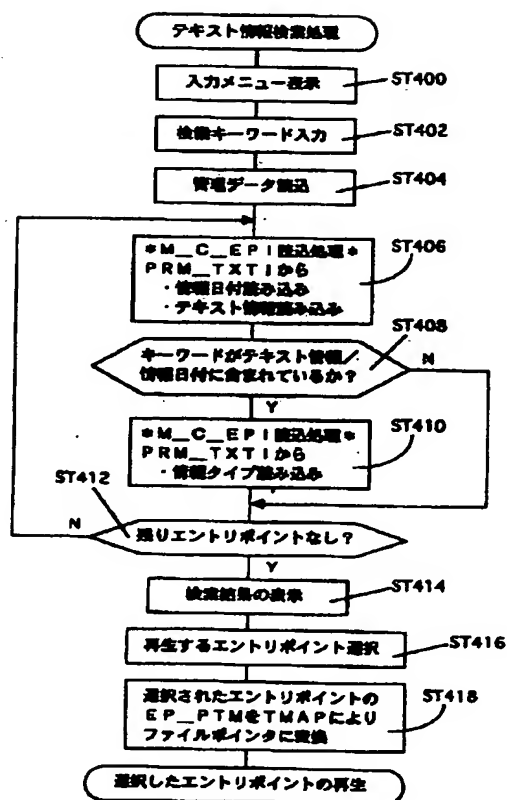 テキスト情報検索処理
入力メニュー表示
ST400
検索キーワード入力
ST402
管理データ読込
ST404
*M__C__EPI読込処理*
PRM__TXTIから
・情報日付読み込み
・テキスト情報読み込み
ST406
キーワードがテキスト情報/
情報日付に含まれているか?
ST408
N
Y
*M__C__EPI読込処理*
PRM__TXTIから
・情報タイプ読み込み
ST410
ST412
N
残りエントリポイントなし?
Y
検索結果の表示
ST414
再生するエントリポイント選択
ST416
選択されたエントリポイントの
EP__PTMをTMAPにより
ファイルポインタに変換
ST418
選択したエントリポイントの再生